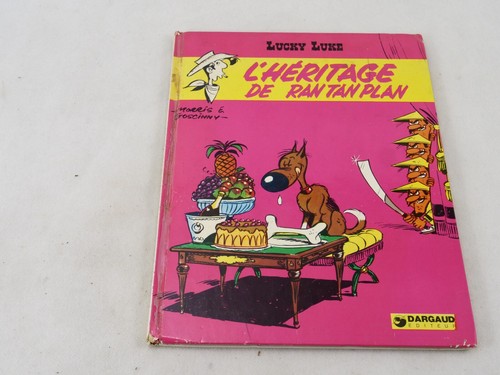 LUCKY LUKE
L'HÉRITAGE
DE RANTANPLAN
MORRIS &
GOSCINNY
DARGAUD
EDITEUR